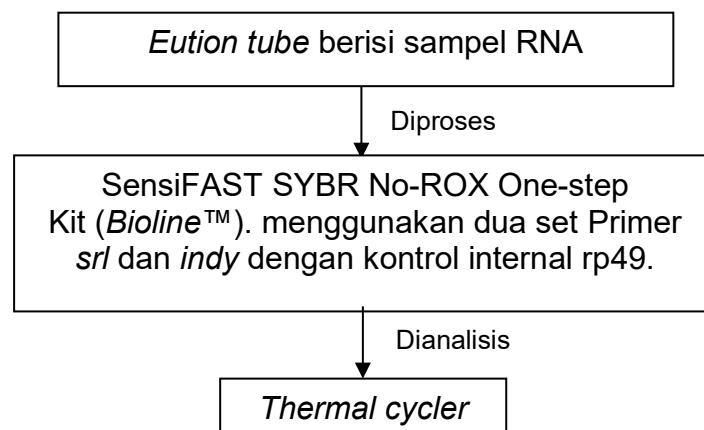 Eution tube berisi sampel RNA
Diproses
SensiFAST SYBR No-ROX One-step
Kit (Bioline™). menggunakan dua set Primer
srl dan indy dengan kontrol internal rp49.
Dianalisis
Thermal cycler